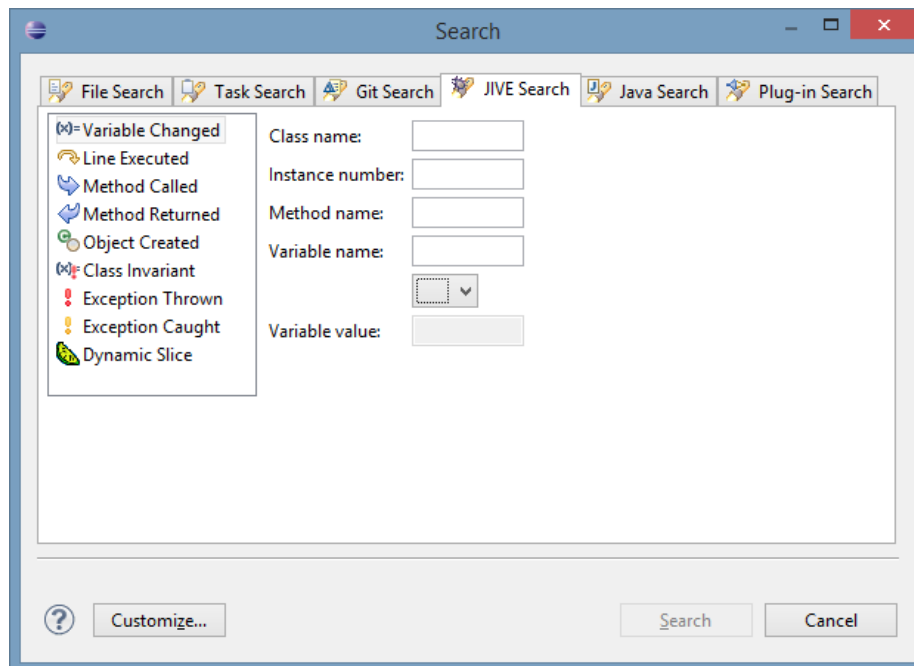 Search
File Search
Task Search
Git Search
JIVE Search
Java Search
Plug-in Search
(x)= Variable Changed
Line Executed
Method Called
Method Returned
Object Created
(x) Class Invariant
Exception Thrown
Exception Caught
Dynamic Slice
Class name:
Instance number:
Method name:
Variable name:
Variable value:
?
Customize...
Search
Cancel